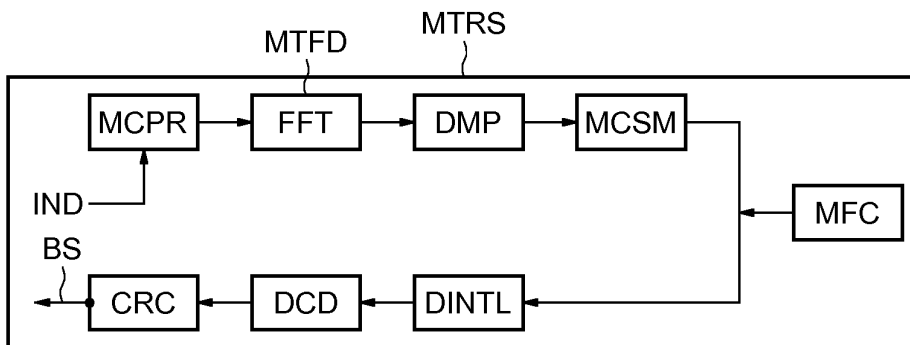 MTFD MTRS
MCPR FFT DMP MCSM
IND MFC
BS
CRC DCD DINTL